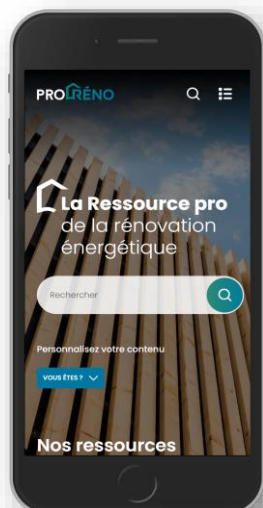 PRORÉNO
La Ressource pro
de la rénovation
énergétique
Rechercher
Personnalisez votre contenu
VOUS ÊTES ?
Nos ressources